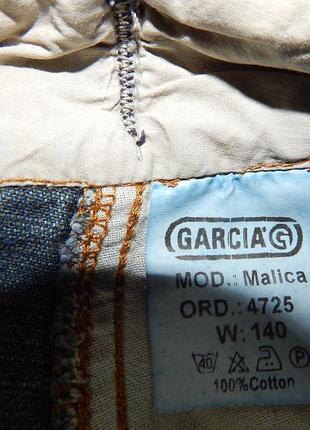 GARCIA G
MOD.: Malica
ORD.: 4725
W: 140
40 P
100%Cotton